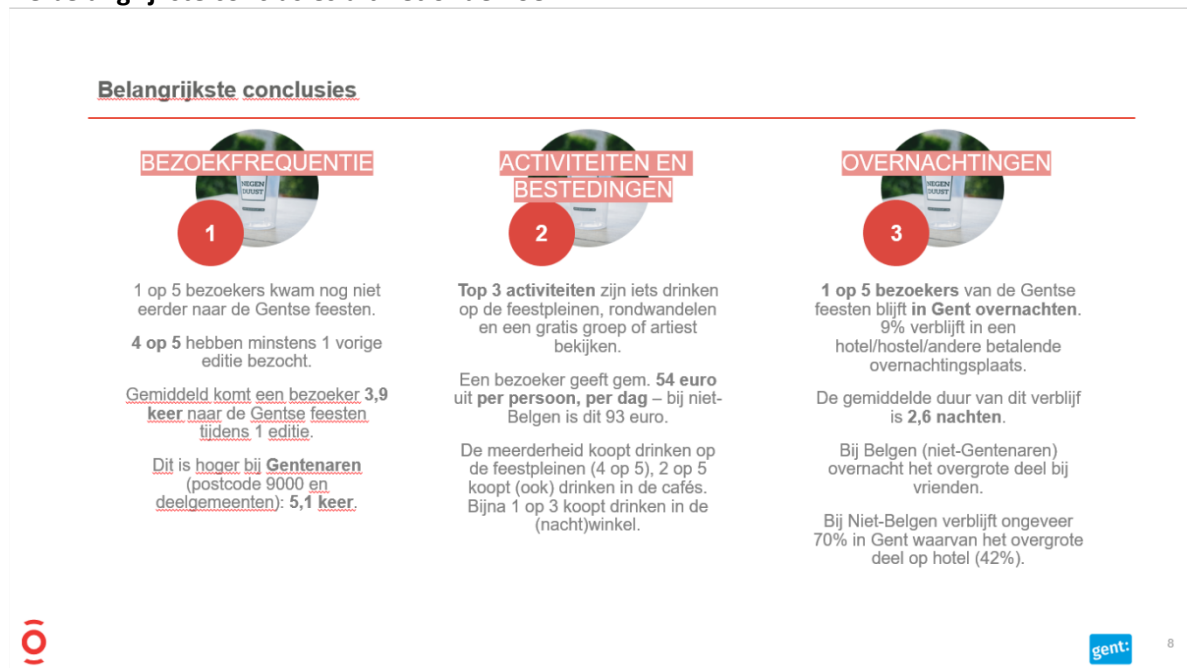 Belangrijkste conclusies
BEZOEKFREQUENTIE
NEGEN
DUUST
1
1 op 5 bezoekers kwam nog niet
eerder naar de Gentse feesten.
4 op 5 hebben minstens 1 vorige
editie bezocht.
Gemiddeld komt een bezoeker 3,9
keer naar de Gentse feesten
tijdens 1 editie.
Dit is hoger bij Gentenaren
(postcode 9000 en
deelgemeenten): 5,1 keer.
ACTIVITEITEN EN
BESTEDINGEN
2
Top 3 activiteiten zijn iets drinken
op de feestpleinen, rondwandelen
en een gratis groep of artiest
bekijken.
Een bezoeker geeft gem. 54 euro
uit per persoon, per dag – bij niet-
Belgen is dit 93 euro.
De meerderheid koopt drinken op
de feestpleinen (4 op 5), 2 op 5
koopt (ook) drinken in de cafés.
Bijna 1 op 3 koopt drinken in de
(nacht)winkel.
OVERNACHTINGEN
NEGEN
DUUST
3
1 op 5 bezoekers van de Gentse
feesten blijft in Gent overnachten.
9% verblijft in een
hotel/hostel/andere betalende
overnachtingsplaats.
De gemiddelde duur van dit verblijf
is 2,6 nachten.
Bij Belgen (niet-Gentenaren)
overnacht het overgrote deel bij
vrienden.
Bij Niet-Belgen verblijft ongeveer
70% in Gent waarvan het overgrote
deel op hotel (42%).
gent:
8